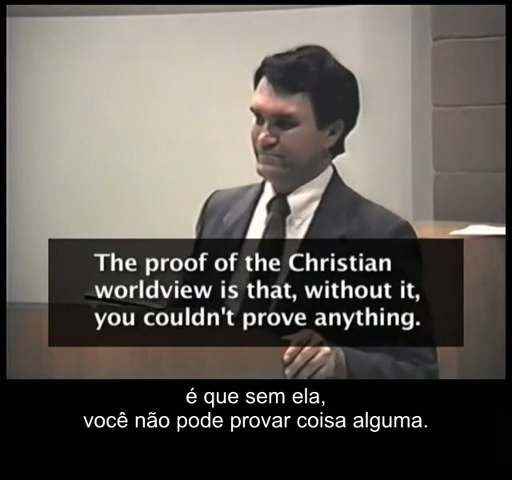 The proof of the Christian
worldview is that, without it,
you couldn't prove anything.
é que sem ela,
você não pode provar coisa alguma.